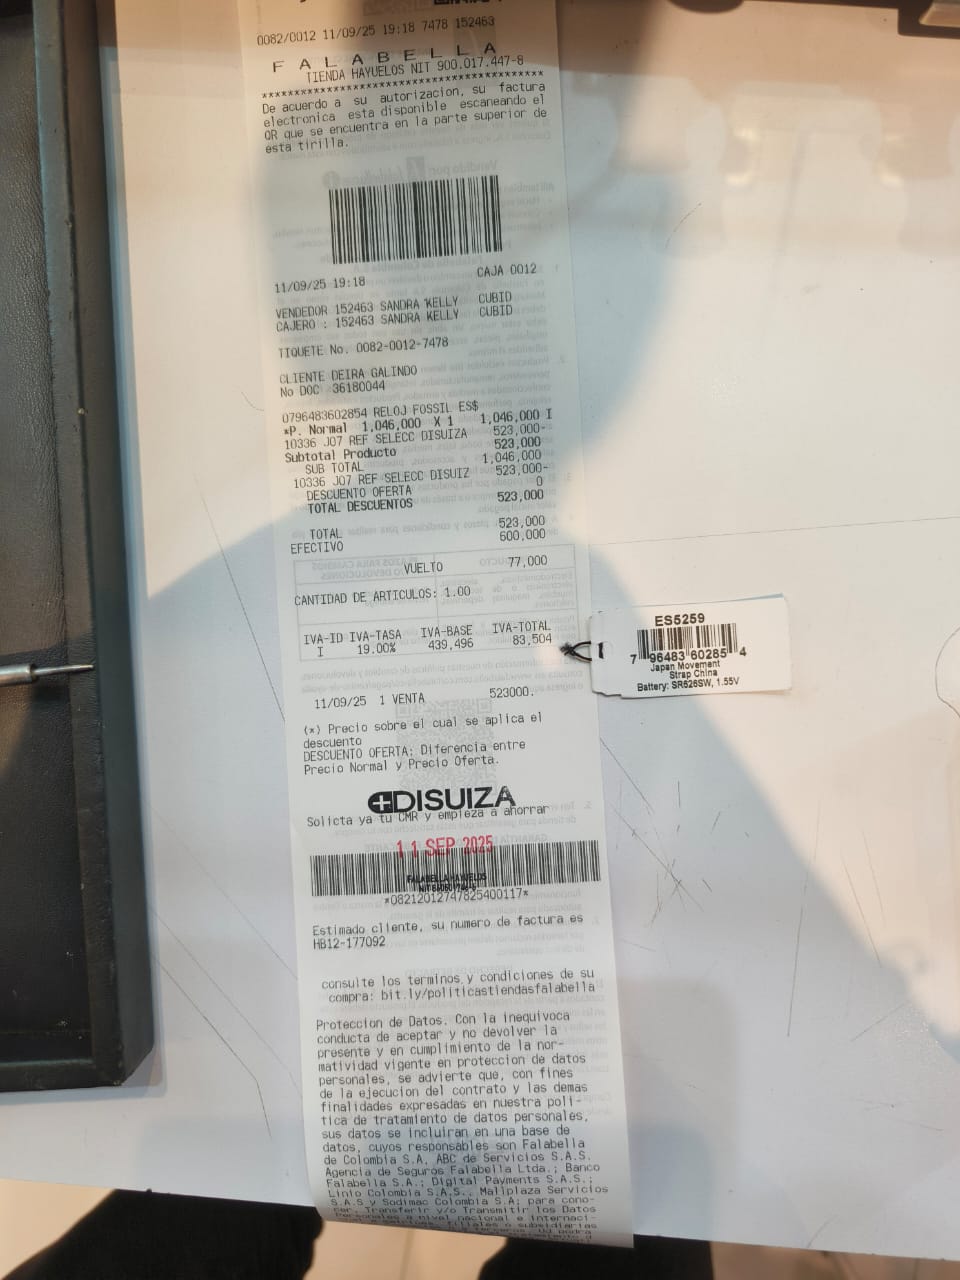 0082/0012 11/09/25 19:18 7478 152463
F A L A B E L L A
TIENDA HAYUELOS NIT 900.017.447-8
******************************************
De acuerdo a su autorizacion, su factura
electronica esta disponible escaneando el
QR que se encuentra en la parte superior de
esta tirilla.
11/09/25 19:18 CAJA 0012
VENDEDOR 152463 SANDRA KELLY CUBID
CAJERO : 152463 SANDRA KELLY CUBID
TIQUETE No. 0082-0012-7478
CLIENTE DEIRA GALINDO
No DOC 36180044
0796483602854 RELOJ FOSSIL ES$
*P. Normal 1,046,000 X 1 1,046,000 I
10336 J07 REF SELECC DISUIZA 523,000-
Subtotal Producto 523,000
SUB TOTAL 1,046,000
10336 J07 REF SELECC DISUIZ 523,000-
DESCUENTO OFERTA 0
TOTAL DESCUENTOS 523,000
TOTAL 523,000
EFECTIVO 600,000
VUELTO 77,000
CANTIDAD DE ARTICULOS: 1.00
IVA-ID IVA-TASA IVA-BASE IVA-TOTAL
I 19.00% 439,496 83,504
11/09/25 1 VENTA 523000.
(*) Precio sobre el cual se aplica el
descuento
DESCUENTO OFERTA: Diferencia entre
Precio Normal y Precio Oferta.
DISUIZA
Solicta ya tu CMR y empieza a ahorrar
11 SEP 2025
FALABELLA HAYUELOS
*08212012747825400117*
Estimado cliente, su numero de factura es
HB12-177092
consulte los terminos y condiciones de su
compra: bit.ly/politicastiendasfalabella
Proteccion de Datos. Con la inequivoca
conducta de aceptar y no devolver la
presente y en cumplimiento de la nor-
matividad vigente en proteccion de datos
personales, se advierte que, con fines
de la ejecucion del contrato y las demas
finalidades expresadas en nuestra poli-
tica de tratamiento de datos personales,
sus datos se incluiran en una base de
datos, cuyos responsables son Falabella
de Colombia S.A, ABC de Servicios S.A.S.
Agencia de Seguros Falabella Ltda.; Banco
Falabella S.A.; Digital Payments S.A.S.;
Linio Colombia S.A.S., Mallplaza Servicios
S.A.S y Sodimac Colombia S.A; para cono-
cer, Transferir y/o Transmitir los Datos
Personales a nivel nacional e internaci-
filiales o subsidiarias
ES5259
7 96483 60285 4
Japan Movement
Strap China
Battery: SR626SW, 1.55V